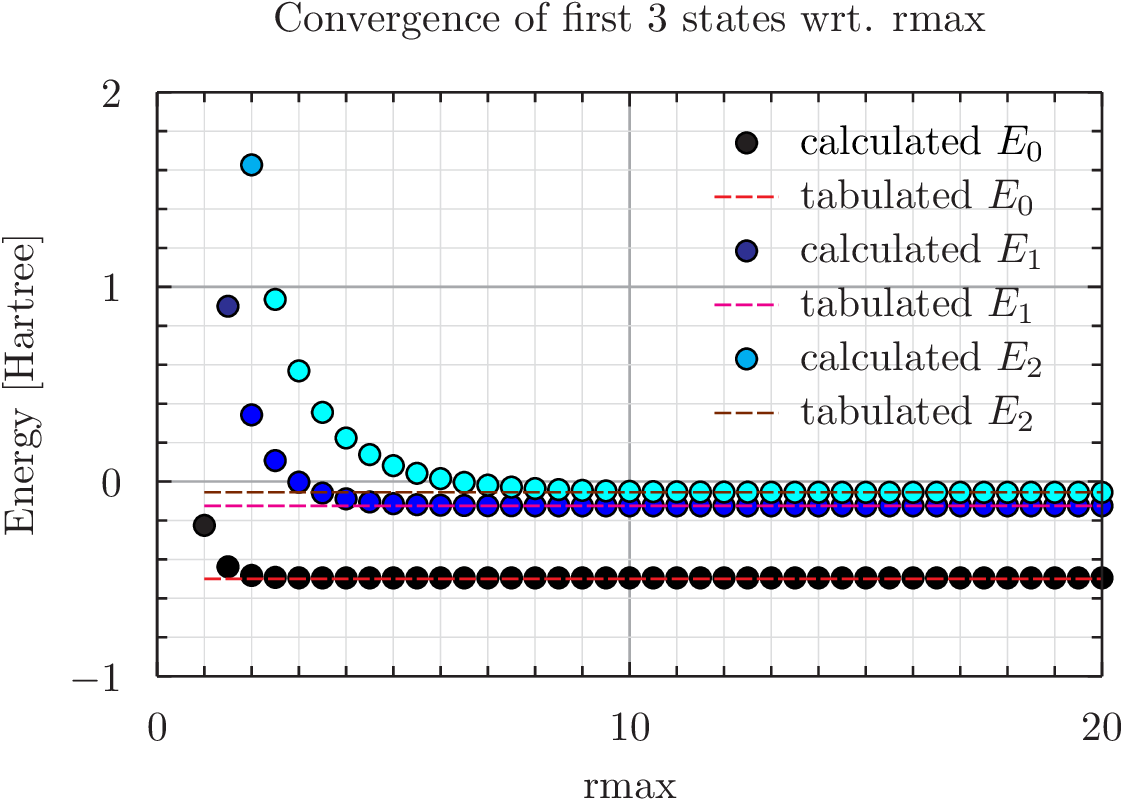 Convergence of first 3 states wrt. rmax
2
1
0
−1
Energy [Hartree]
calculated E₀
tabulated E₀
calculated E₁
tabulated E₁
calculated E₂
tabulated E₂
0
10
20
rmax